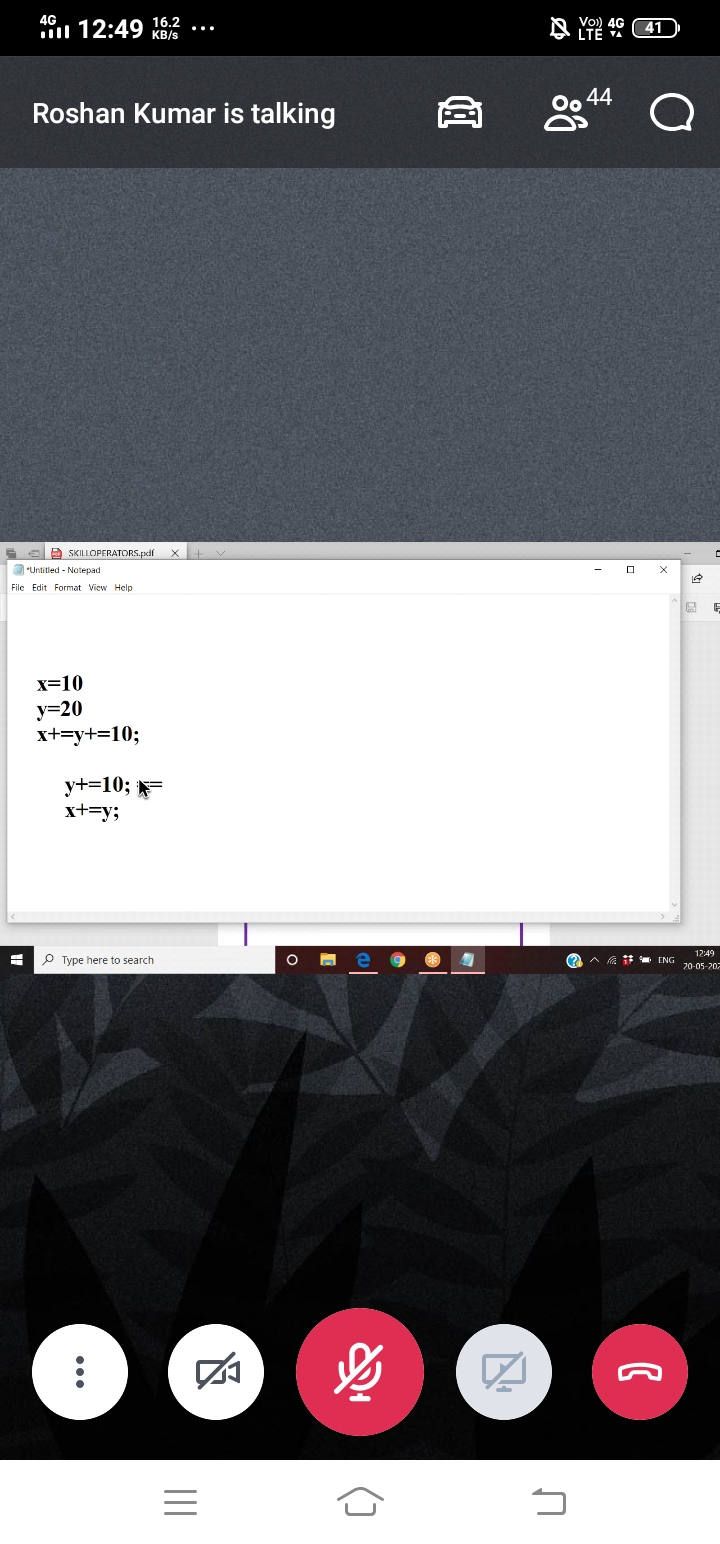 4G 12:49 16.2 KB/s ... Vo)) LTE 4G 41
Roshan Kumar is talking 44
SKILLOPERATORS.pdf
*Untitled - Notepad
File Edit Format View Help
x=10
y=20
x+=y+=10;
y+=10; ==
x+=y;
Type here to search ENG 12:49
20-05-202